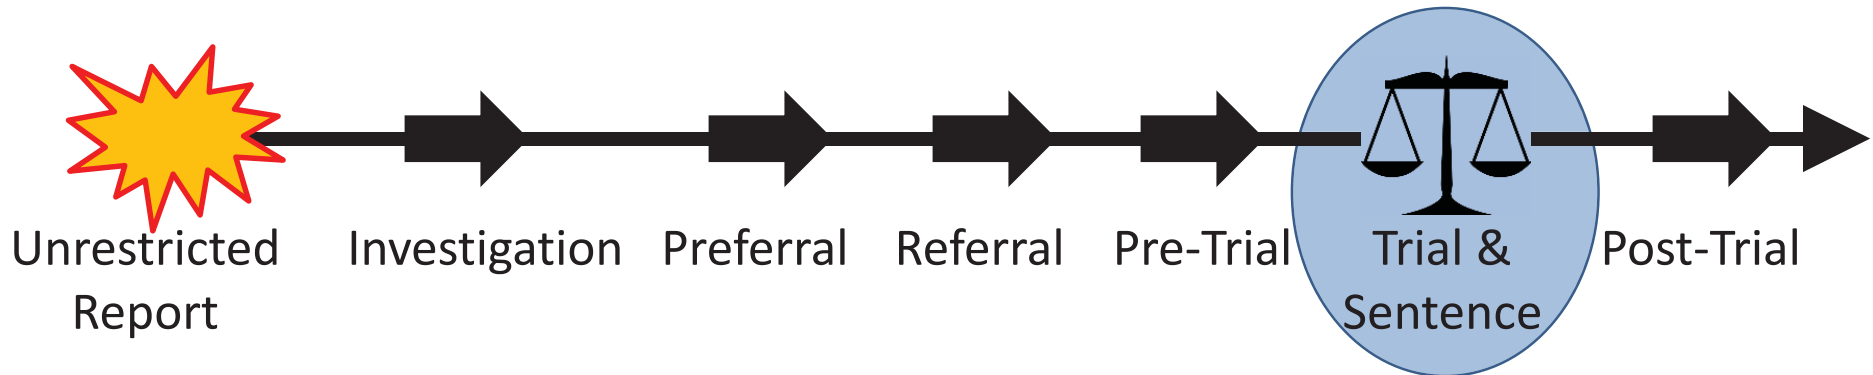 Unrestricted Report
Investigation
Preferral
Referral
Pre-Trial
Trial &
Sentence
Post-Trial